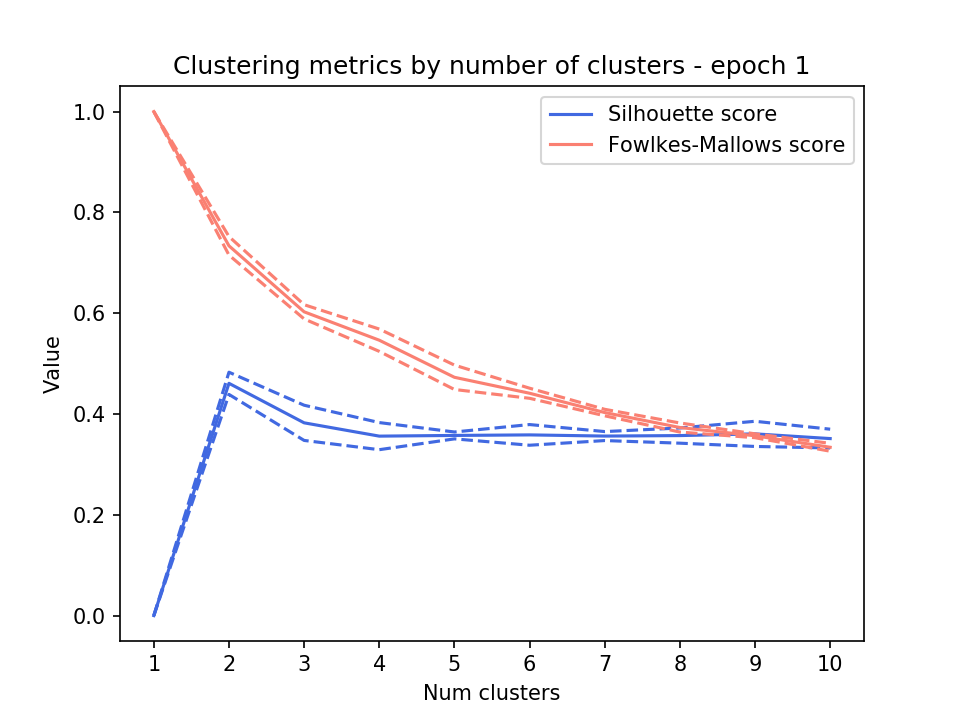 Clustering metrics by number of clusters - epoch 1
Silhouette score
Fowlkes-Mallows score
1.0
0.8
0.6
0.4
0.2
0.0
Value
1 2 3 4 5 6 7 8 9 10
Num clusters